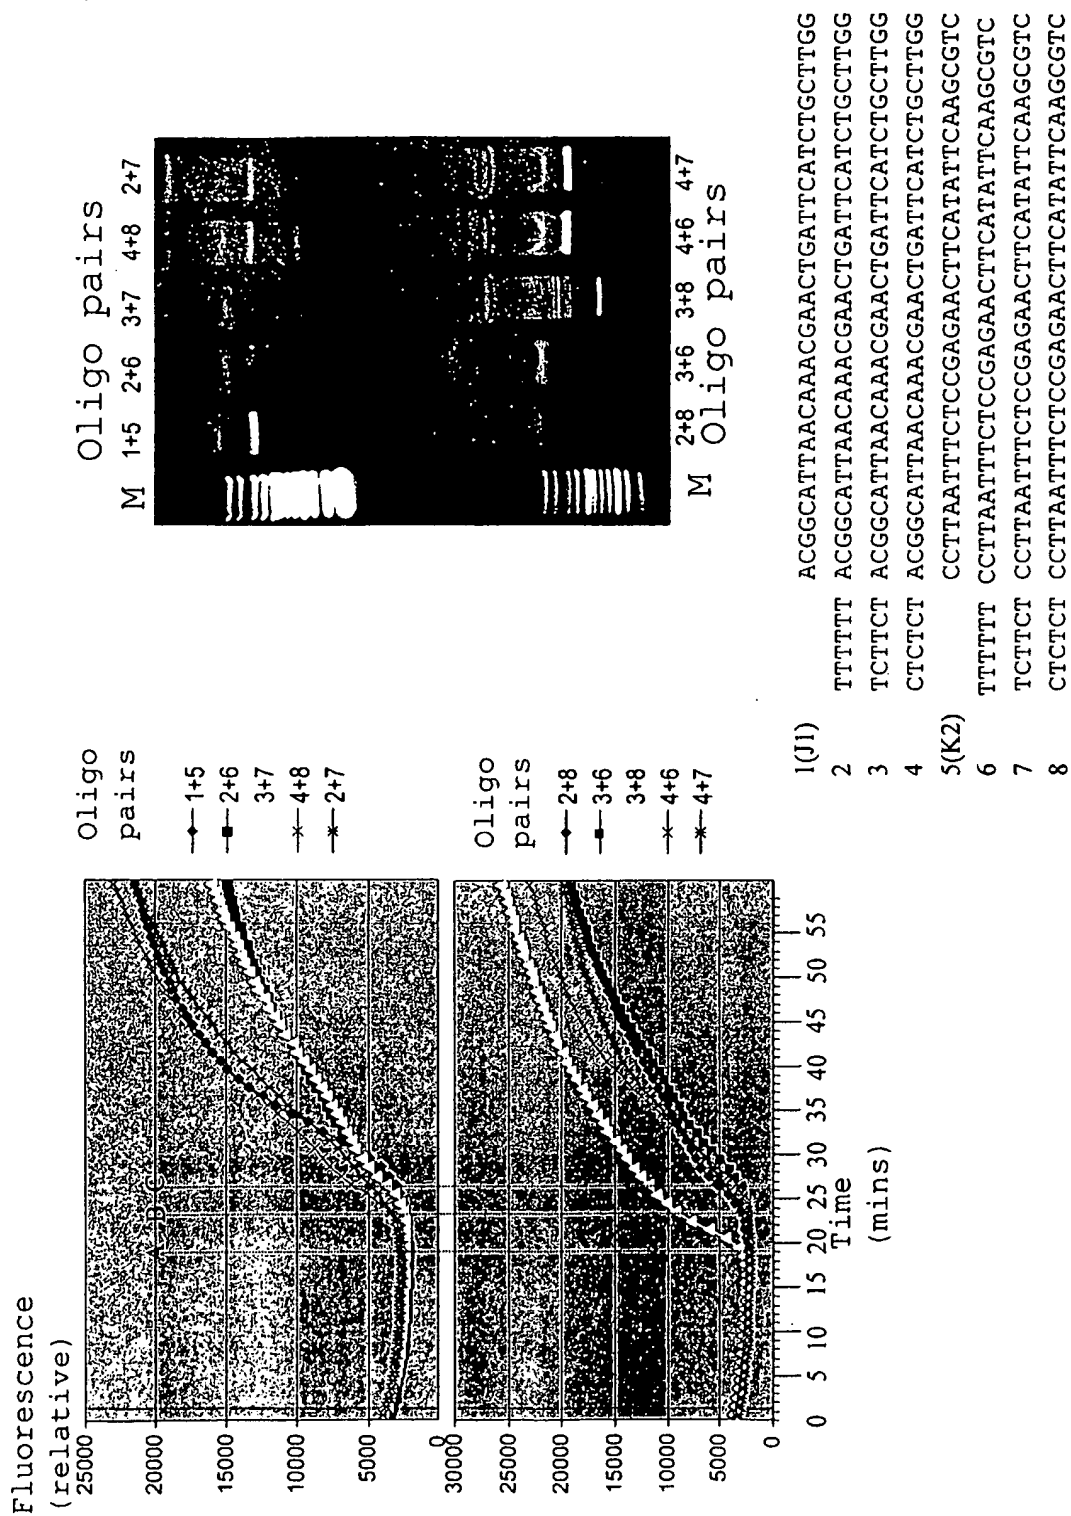 Fluorescence
(relative)
25000
20000
15000
10000
5000
0
A B C
Oligo
pairs
1+5
2+6
3+7
4+8
2+7
30000
25000
20000
15000
10000
5000
0
Oligo
pairs
2+8
3+6
3+8
4+6
4+7
0 5 10 15 20 25 30 35 40 45 50 55
Time
(mins)
Oligo pairs
M 1+5 2+6 3+7 4+8 2+7
M 2+8 3+6 3+8 4+6 4+7
Oligo pairs
1(J1) ACGGCATTAACAAACGAACTGATTCATCTGCTTGG
2 TTTTTT ACGGCATTAACAAACGAACTGATTCATCTGCTTGG
3 TCTTCT ACGGCATTAACAAACGAACTGATTCATCTGCTTGG
4 CTCTCT ACGGCATTAACAAACGAACTGATTCATCTGCTTGG
5(K2) CCTTAATTTCTCCGAGAACTTCATATTCAAGCGTC
6 TTTTTT CCTTAATTTCTCCGAGAACTTCATATTCAAGCGTC
7 TCTTCT CCTTAATTTCTCCGAGAACTTCATATTCAAGCGTC
8 CTCTCT CCTTAATTTCTCCGAGAACTTCATATTCAAGCGTC